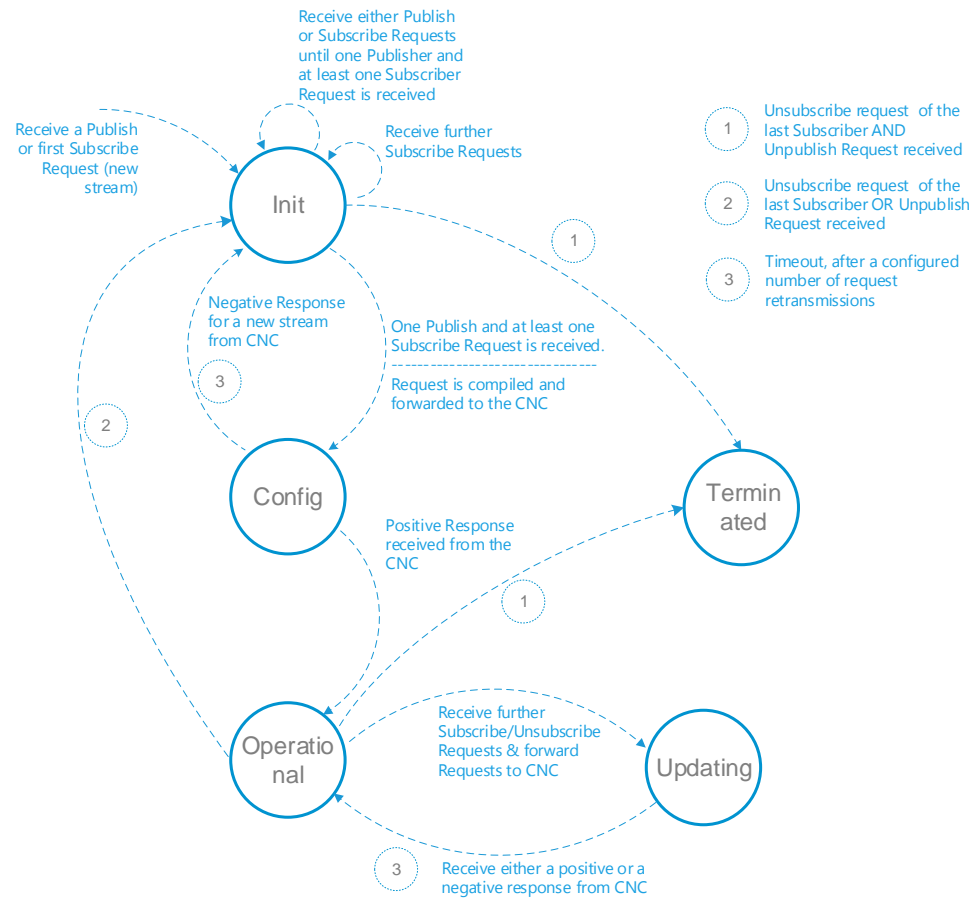 Receive either Publish
or Subscribe Requests
until one Publisher and
at least one Subscriber
Request is received
Receive a Publish
or first Subscribe
Request (new
stream)
Receive further
Subscribe Requests
1
Unsubscribe request of the
last Subscriber AND
Unpublish Request received
2
Unsubscribe request of the
last Subscriber OR Unpublish
Request received
3
Timeout, after a configured
number of request
retransmissions
Init
1
Negative Response
for a new stream
from CNC
3
One Publish and at least one
Subscribe Request is received.
--------------------------------
Request is compiled and
forwarded to the CNC
2
Config
Termin
ated
Positive Response
received from the
CNC
1
Operatio
nal
Receive further
Subscribe/Unsubscribe
Requests & forward
Requests to CNC
Updating
3
Receive either a positive or a
negative response from CNC